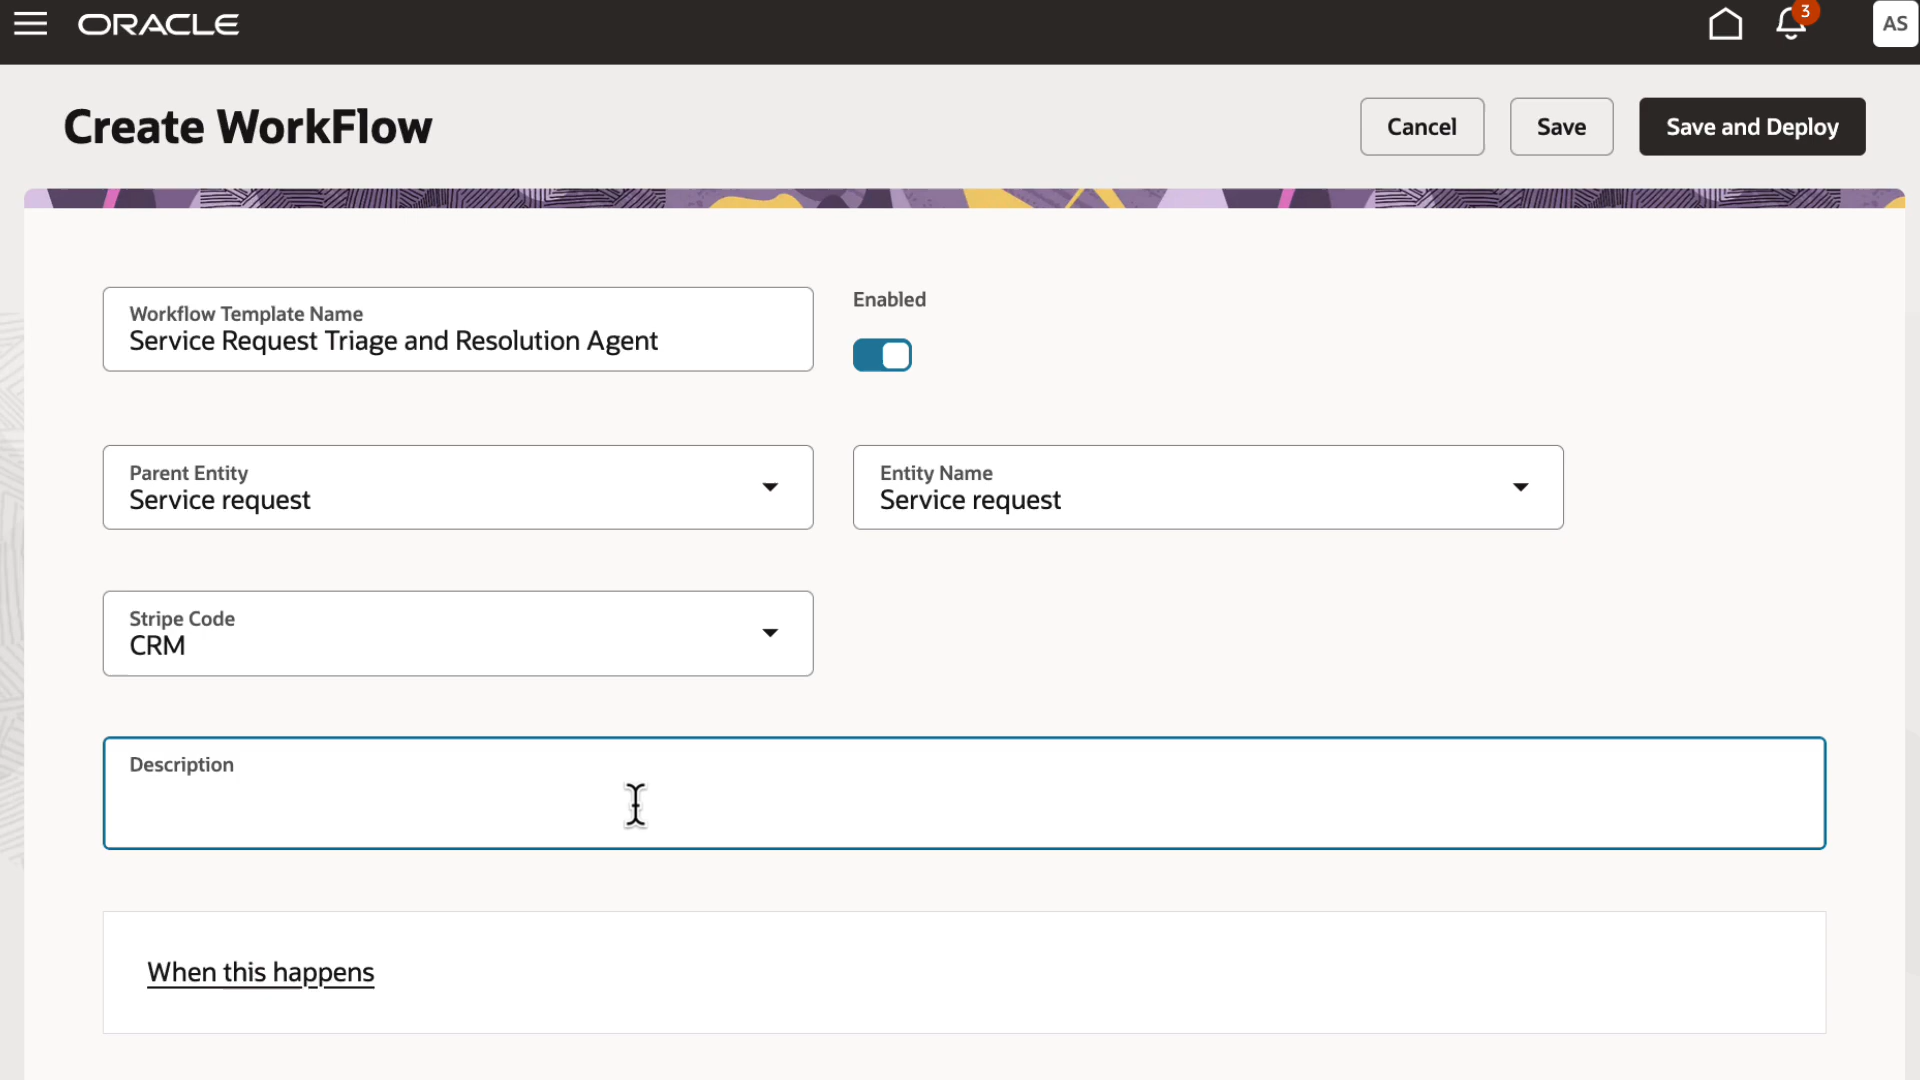 ORACLE
3
AS
Create WorkFlow
Cancel
Save
Save and Deploy
Workflow Template Name
Service Request Triage and Resolution Agent
Enabled
Parent Entity
Service request
Entity Name
Service request
Stripe Code
CRM
Description
When this happens